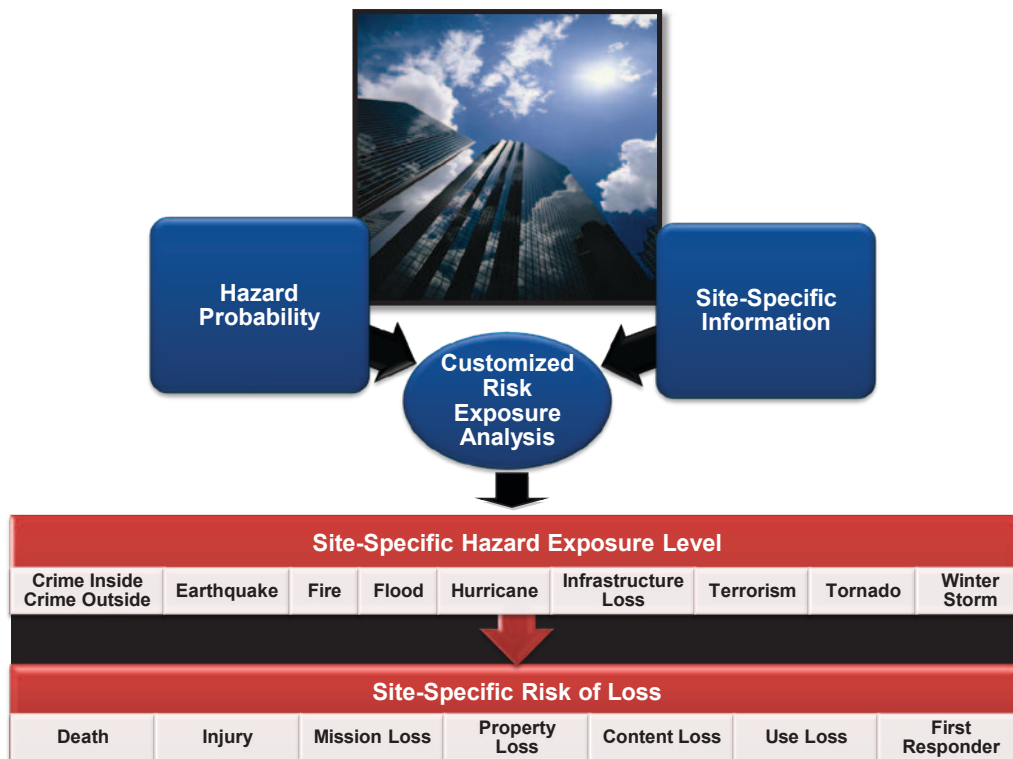 Hazard
Probability
Site-Specific
Information
Customized
Risk
Exposure
Analysis
Site-Specific Hazard Exposure Level
Crime Inside
Crime Outside
Earthquake
Fire
Flood
Hurricane
Infrastructure
Loss
Terrorism
Tornado
Winter
Storm
Site-Specific Risk of Loss
Death
Injury
Mission Loss
Property
Loss
Content Loss
Use Loss
First
Responder